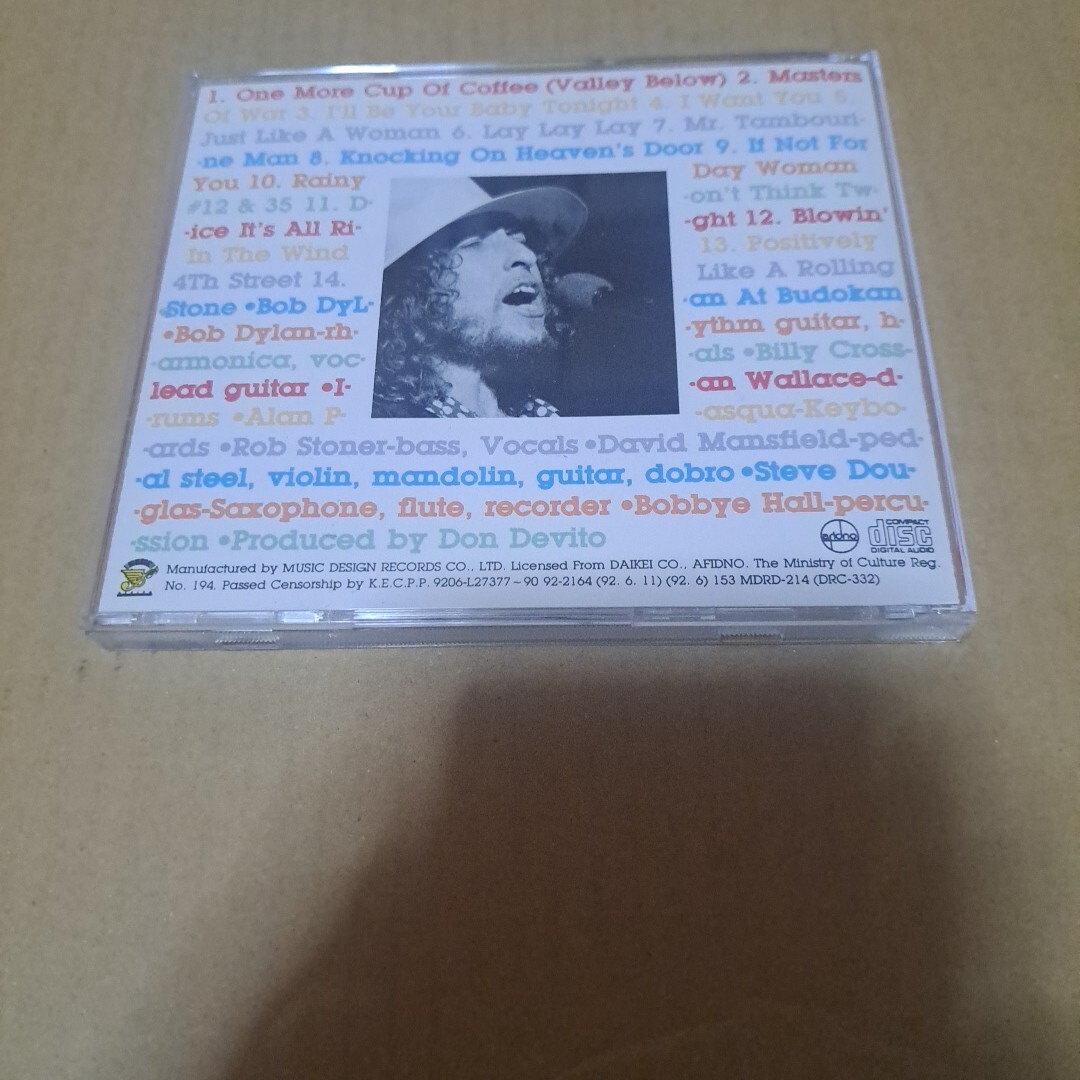 1. One More Cup Of Coffee (Valley Below) 2. Masters
Of War 3. I'll Be Your Baby Tonight 4. I Want You 5.
Just Like A Woman 6. Lay Lay Lay 7. Mr. Tambouri-
-ne Man 8. Knocking On Heaven's Door 9. If Not For
You 10. Rainy Day Woman
#12 & 35 11. D- -on't Think Tw-
-ice It's All Ri- -ght 12. Blowin'
In The Wind 13. Positively
4Th Street 14. Like A Rolling
Stone •Bob DyL- -an At Budokan
•Bob Dylan-rh- -ythm guitar, h-
-armonica, voc- -als •Billy Cross-
lead guitar •I- -an Wallace-d-
-rums •Alan P- -asqua-Keybo-
-ards •Rob Stoner-bass, Vocals •David Mansfield-ped-
-al steel, violin, mandolin, guitar, dobro •Steve Dou-
-glas-Saxophone, flute, recorder •Bobbye Hall-percu-
-ssion •Produced by Don Devito
afidno
COMPACT
disc
DIGITAL AUDIO
Manufactured by MUSIC DESIGN RECORDS CO., LTD. Licensed From DAIKEI CO., AFIDNO. The Ministry of Culture Reg.
No. 194. Passed Censorship by K.E.C.P.P. 9206-L27377~90 92-2164 (92. 6. 11) (92. 6) 153 MDRD-214 (DRC-332)